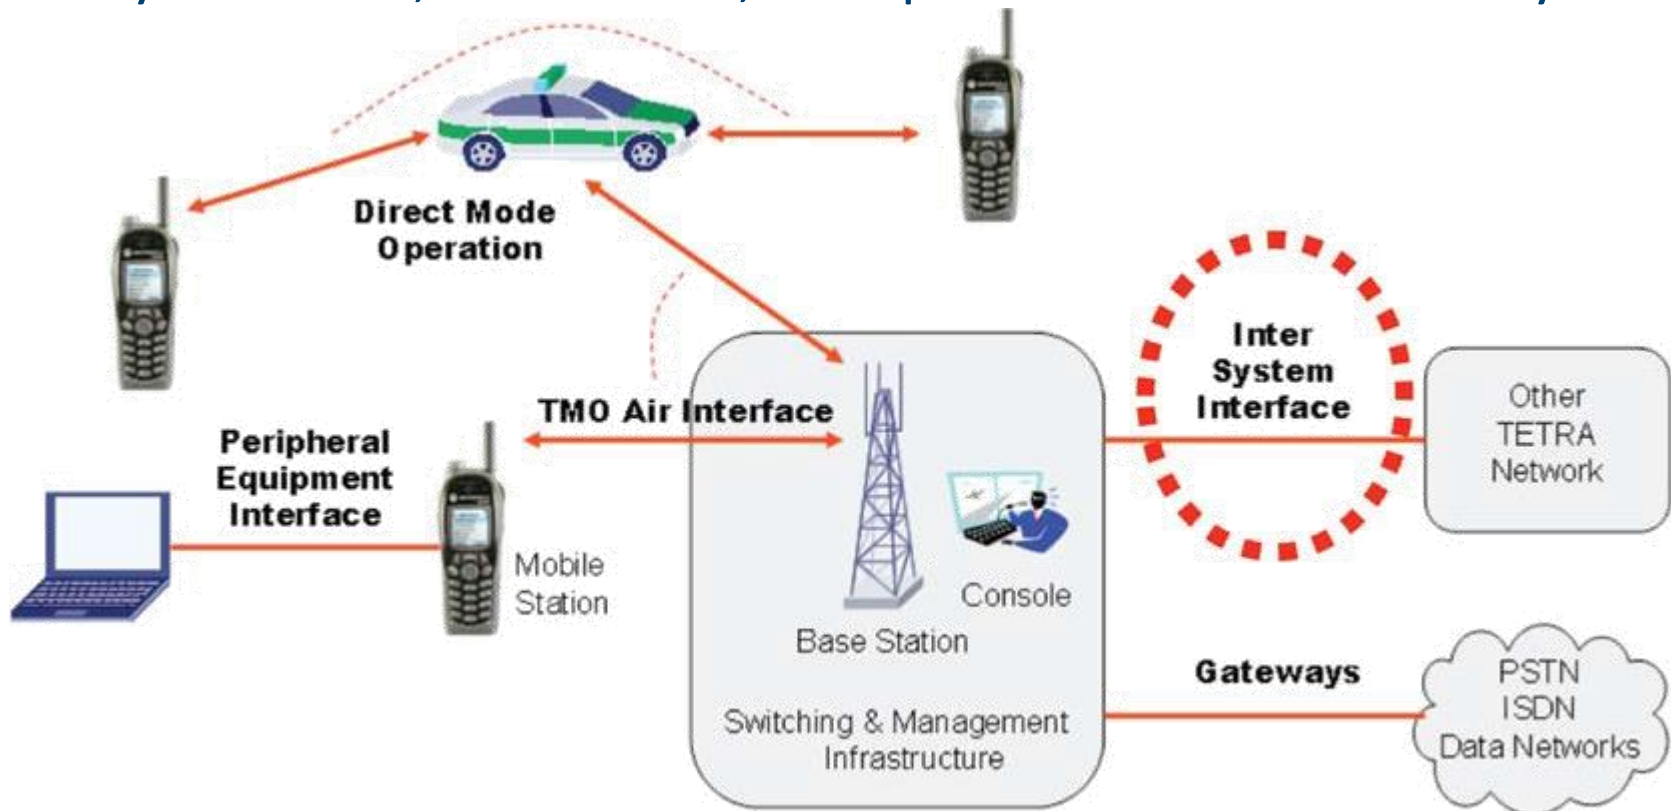 Direct Mode
Operation
Inter
System
Interface
Other
TETRA
Network
TMO Air Interface
Peripheral
Equipment
Interface
Mobile
Station
Console
Base Station
Gateways
PSTN
ISDN
Data Networks
Switching & Management
Infrastructure